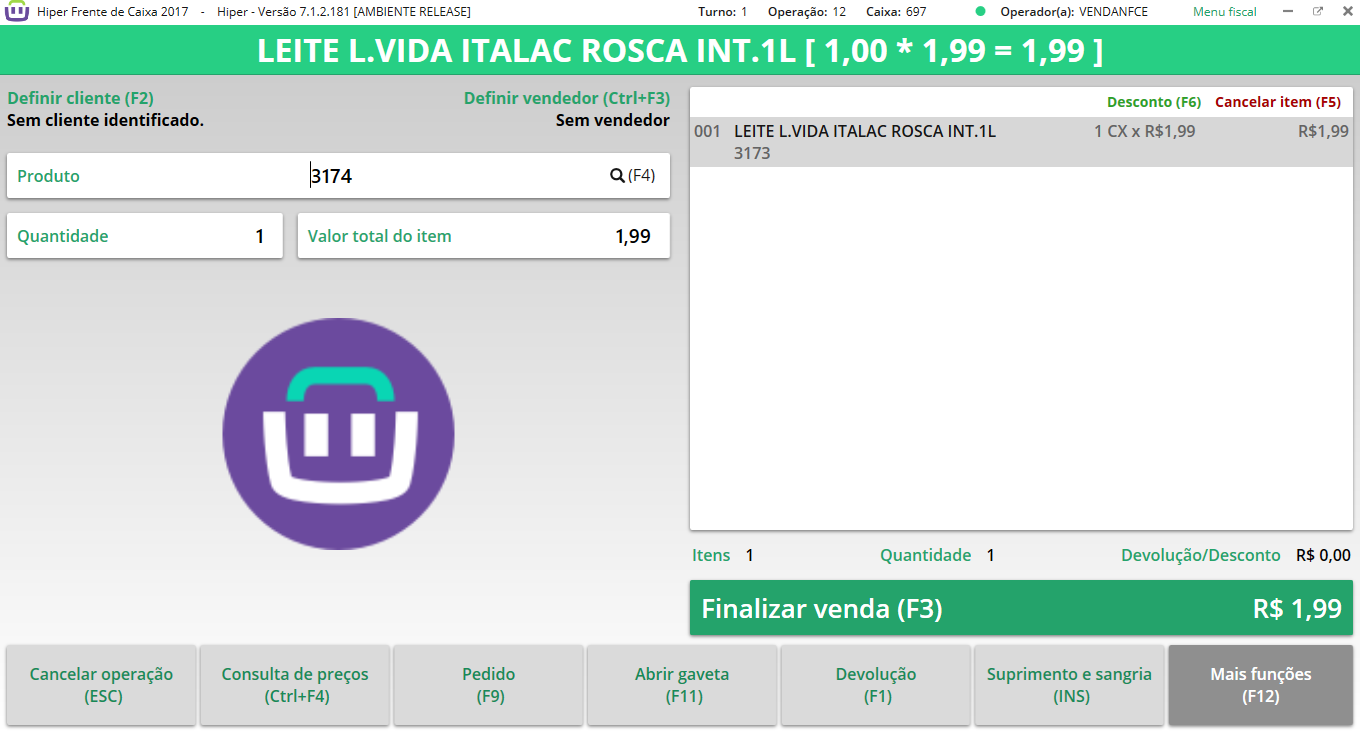 Hiper Frente de Caixa 2017 - Hiper - Versão 7.1.2.181 [AMBIENTE RELEASE] Turno: 1 Operação: 12 Caixa: 697 Operador(a): VENDANFCE Menu fiscal
LEITE L.VIDA ITALAC ROSCA INT.1L [ 1,00 * 1,99 = 1,99 ]
Definir cliente (F2) Definir vendedor (Ctrl+F3)
Sem cliente identificado. Sem vendedor
Produto 3174 (F4)
Quantidade 1 Valor total do item 1,99
Desconto (F6) Cancelar item (F5)
001 LEITE L.VIDA ITALAC ROSCA INT.1L 1 CX x R$1,99 R$1,99
3173
Itens 1 Quantidade 1 Devolução/Desconto R$ 0,00
Finalizar venda (F3) R$ 1,99
Cancelar operação Consulta de preços Pedido Abrir gaveta Devolução Suprimento e sangria Mais funções
(ESC) (Ctrl+F4) (F9) (F11) (F1) (INS) (F12)